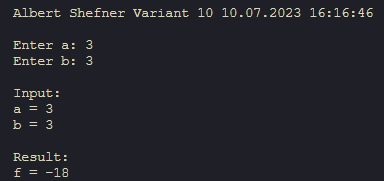 Albert Shefner Variant 10 10.07.2023 16:16:46
Enter a: 3
Enter b: 3
Input:
a = 3
b = 3
Result:
f = -18